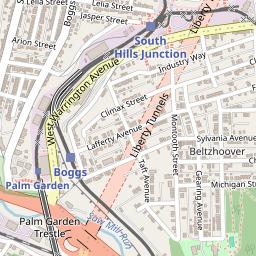 Lelia Street
Jasper Street
Boggs
Leila Street
Arion Street
South
Hills Junction
Liberty
Industry Way
West Warrington Avenue
Climax Street
Lafferty Avenue
Liberty Tunnels
Montooth Street
Sylvania Avenue
Beltzhoover
Boggs
Palm Garden
Taft Avenue
Michigan St
Gearing Avenue
Palm Garden
Trestle
Saw Mill Run